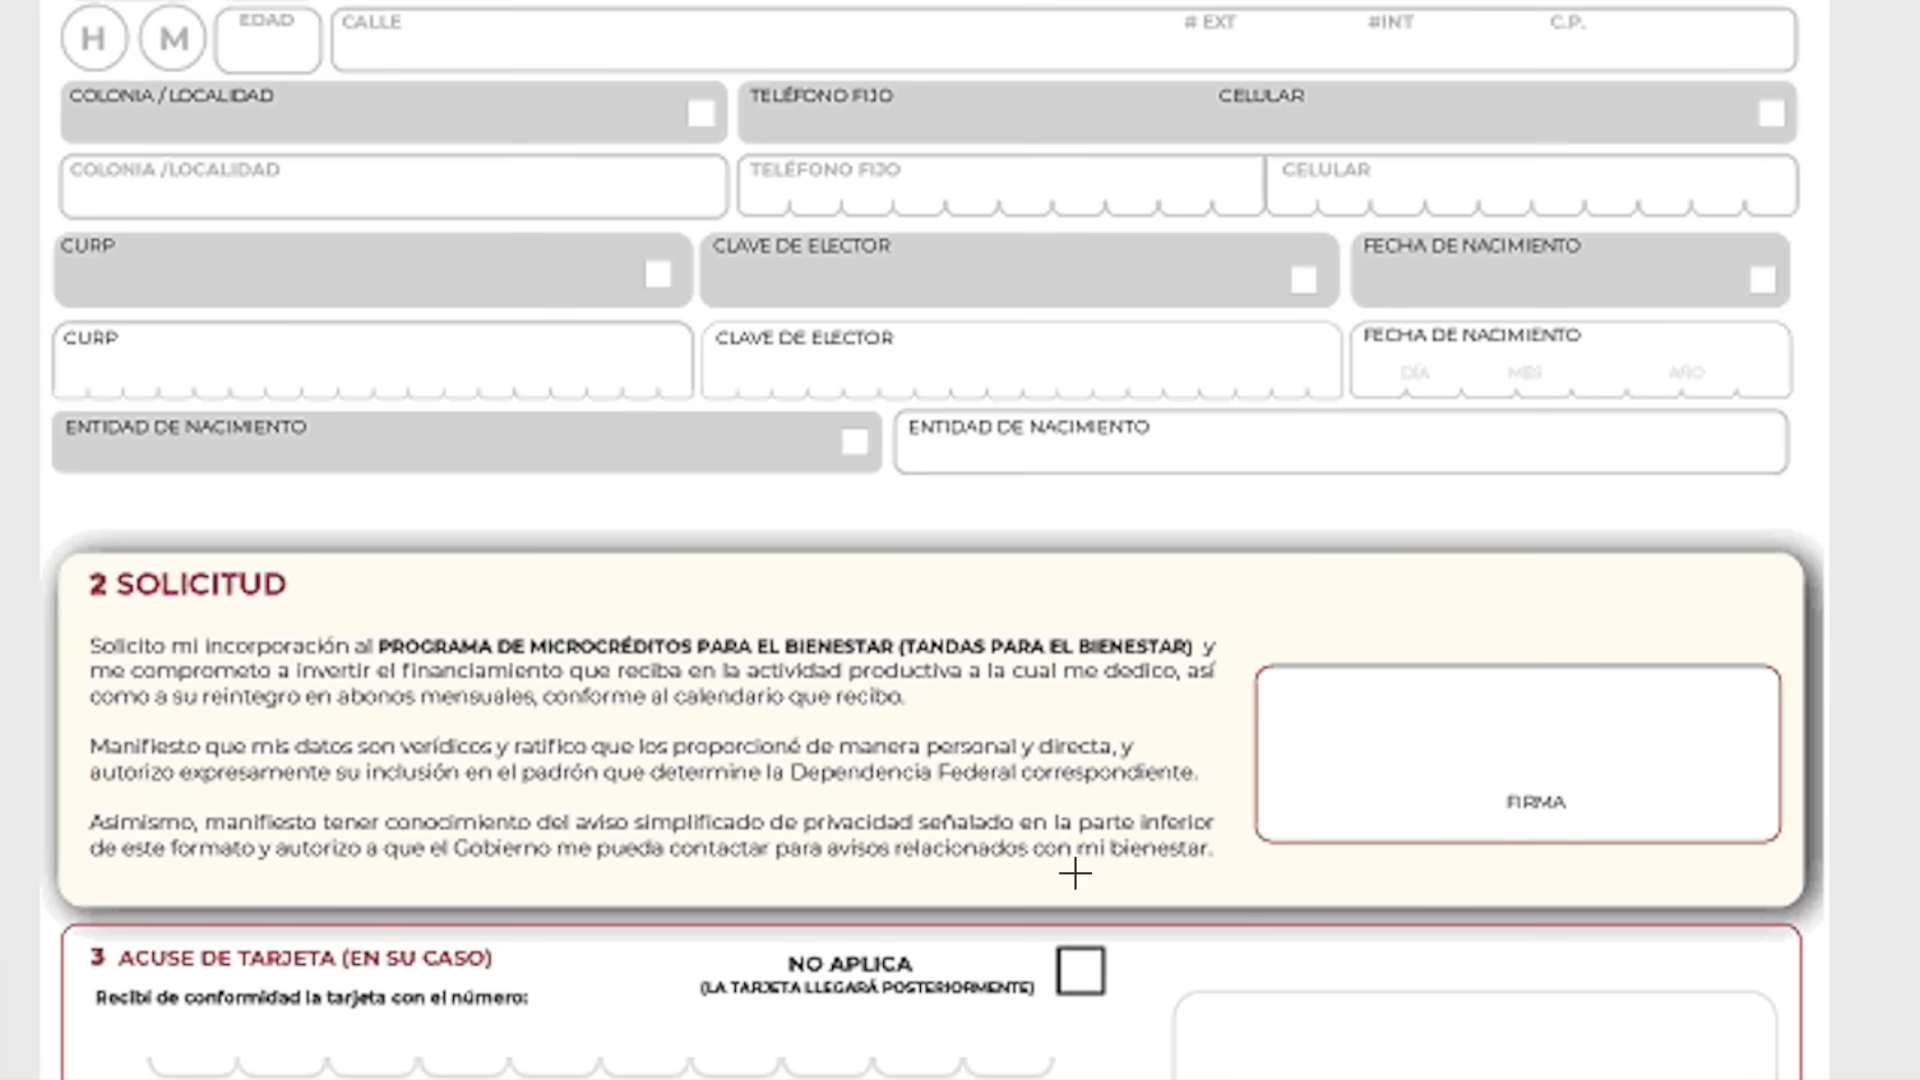 H M EDAD CALLE # EXT #INT C.P.
COLONIA / LOCALIDAD TELÉFONO FIJO CELULAR
COLONIA /LOCALIDAD TELÉFONO FIJO CELULAR
CURP CLAVE DE ELECTOR FECHA DE NACIMIENTO
CURP CLAVE DE ELECTOR FECHA DE NACIMIENTO
DÍA MES AÑO
ENTIDAD DE NACIMIENTO ENTIDAD DE NACIMIENTO
2 SOLICITUD
Solicito mi incorporación al PROGRAMA DE MICROCRÉDITOS PARA EL BIENESTAR (TANDAS PARA EL BIENESTAR) y
me comprometo a invertir el financiamiento que reciba en la actividad productiva a la cual me dedico, así
como a su reintegro en abonos mensuales, conforme al calendario que recibo.
Manifiesto que mis datos son verídicos y ratifico que los proporcioné de manera personal y directa, y
autorizo expresamente su inclusión en el padrón que determine la Dependencia Federal correspondiente.
Asimismo, manifiesto tener conocimiento del aviso simplificado de privacidad señalado en la parte inferior
de este formato y autorizo a que el Gobierno me pueda contactar para avisos relacionados con mi bienestar.
FIRMA
3 ACUSE DE TARJETA (EN SU CASO)
NO APLICA
(LA TARJETA LLEGARÁ POSTERIORMENTE)
Recibí de conformidad la tarjeta con el número: